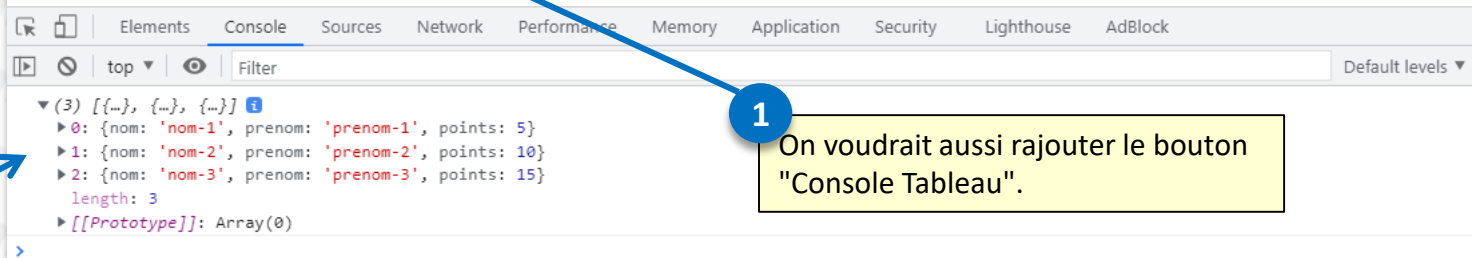 Elements Console Sources Network Performance Memory Application Security Lighthouse AdBlock
top ▼ Filter Default levels ▼
▼(3) [{…}, {…}, {…}] i
▶0: {nom: 'nom-1', prenom: 'prenom-1', points: 5}
▶1: {nom: 'nom-2', prenom: 'prenom-2', points: 10}
▶2: {nom: 'nom-3', prenom: 'prenom-3', points: 15}
length: 3
▶[[Prototype]]: Array(0)
>
1
On voudrait aussi rajouter le bouton
"Console Tableau".